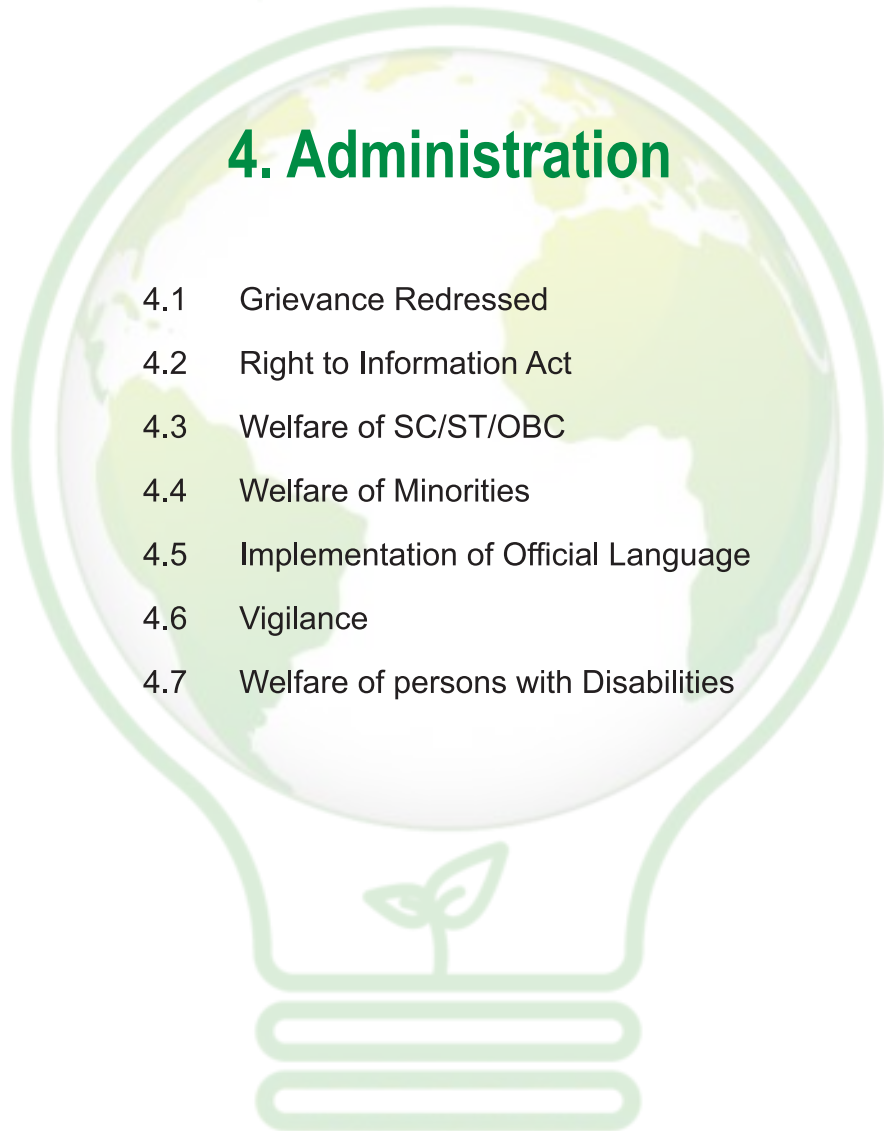 4. Administration
4.1 Grievance Redressed
4.2 Right to Information Act
4.3 Welfare of SC/ST/OBC
4.4 Welfare of Minorities
4.5 Implementation of Official Language
4.6 Vigilance
4.7 Welfare of persons with Disabilities